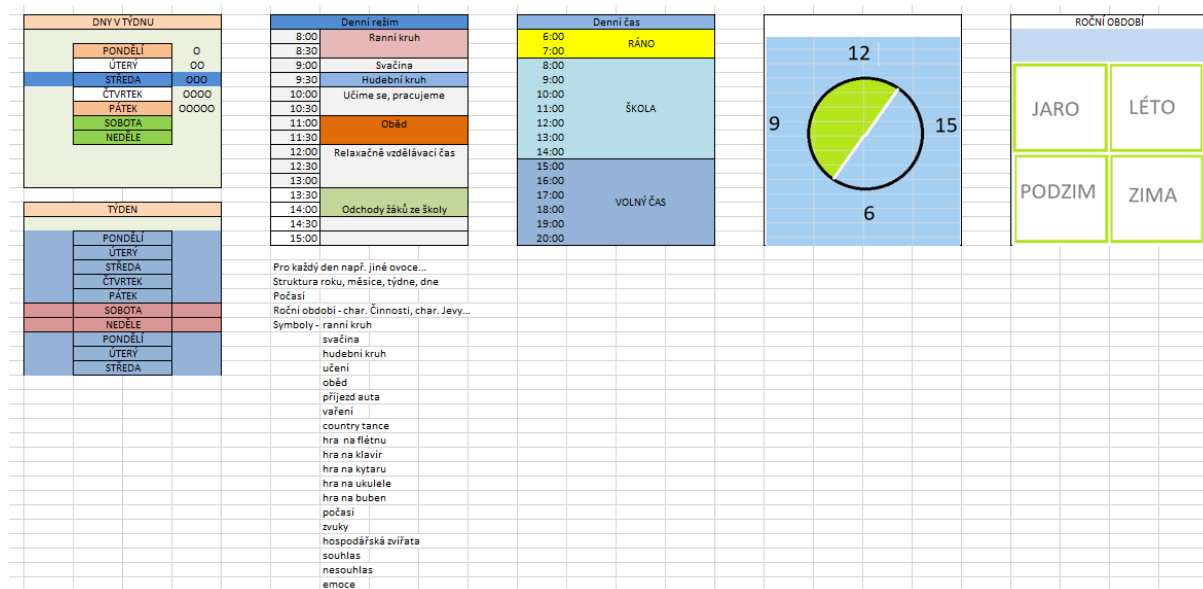 DNY V TÝDNU
PONDĚLÍ O
ÚTERÝ OO
STŘEDA OOO
ČTVRTEK OOOO
PÁTEK OOOOO
SOBOTA
NEDĚLE
TÝDEN
PONDĚLÍ
ÚTERÝ
STŘEDA
ČTVRTEK
PÁTEK
SOBOTA
NEDĚLE
PONDĚLÍ
ÚTERÝ
STŘEDA
Denní režim
8:00 Ranní kruh
8:30
9:00 Svačina
9:30 Hudební kruh
10:00 Učíme se, pracujeme
10:30
11:00 Oběd
11:30
12:00 Relaxačně vzdělávací čas
12:30
13:00
13:30
14:00 Odchody žáků ze školy
14:30
15:00
Pro každý den např. jiné ovoce...
Struktura roku, měsíce, týdne, dne
Počasí
Roční období - char. Činnosti, char. Jevy...
Symboly - ranní kruh
svačina
hudební kruh
učení
oběd
příjezd auta
vaření
country tance
hra na flétnu
hra na klavír
hra na kytaru
hra na ukulele
hra na buben
počasí
zvuky
hospodářská zvířata
souhlas
nesouhlas
emoce
Denní čas
6:00
RÁNO
7:00
8:00
9:00
10:00
11:00 ŠKOLA
12:00
13:00
14:00
15:00
16:00
17:00 VOLNÝ ČAS
18:00
19:00
20:00
12
9 15
6
ROČNÍ OBDOBÍ
JARO LÉTO
PODZIM ZIMA